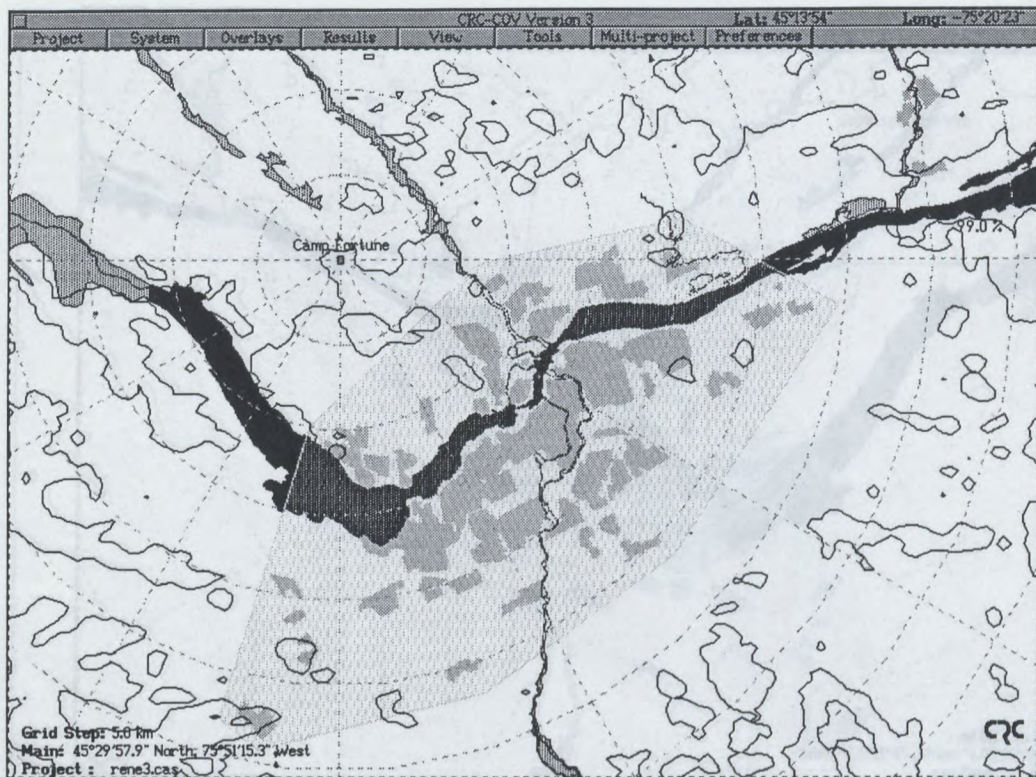 CRC-COV Version 3 Lat: 45°13'54" Long: -75°20'23"
Project System Overlays Results View Tools Multi-project Preferences
Camp Fortune
99.0 %
Grid Step: 5.0 km
Main: 45°29'57.9" North; 75°51'15.3" West
Project : rene3.cas
CRC